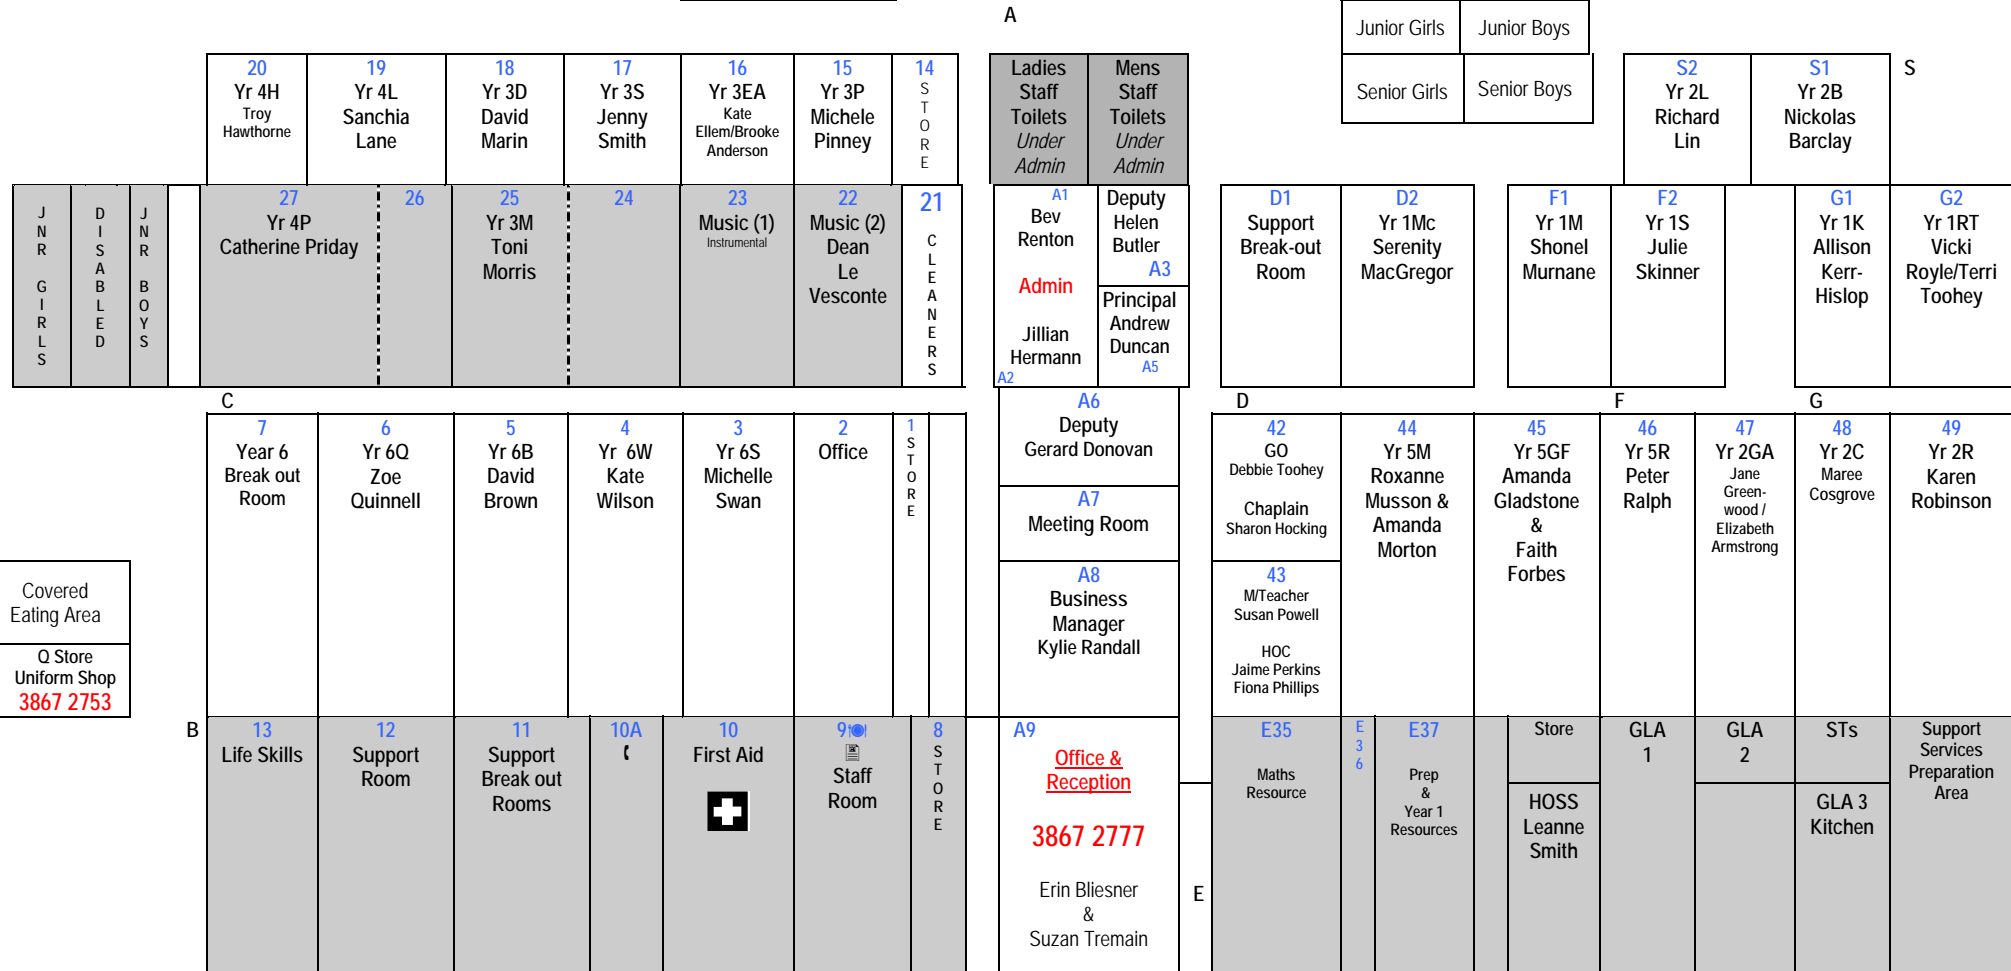 A
Junior Girls
Junior Boys
Senior Girls
Senior Boys
20
Yr 4H
Troy
Hawthorne
19
Yr 4L
Sanchia
Lane
18
Yr 3D
David
Marin
17
Yr 3S
Jenny
Smith
16
Yr 3EA
Kate
Ellem/Brooke
Anderson
15
Yr 3P
Michele
Pinney
14
STORE
Ladies
Staff
Toilets
Under
Admin
Mens
Staff
Toilets
Under
Admin
S2
Yr 2L
Richard
Lin
S1
Yr 2B
Nickolas
Barclay
S
JNR GIRLS
DISABLED
JNR BOYS
27
Yr 4P
Catherine Priday
26
25
Yr 3M
Toni
Morris
24
23
Music (1)
Instrumental
22
Music (2)
Dean
Le
Vesconte
21
CLEANERS
A1
Bev
Renton
Admin
Jillian
Hermann
A2
Deputy
Helen
Butler
A3
Principal
Andrew
Duncan
A5
D1
Support
Break-out
Room
D2
Yr 1Mc
Serenity
MacGregor
F1
Yr 1M
Shonel
Murnane
F2
Yr 1S
Julie
Skinner
G1
Yr 1K
Allison
Kerr-
Hislop
G2
Yr 1RT
Vicki
Royle/Terri
Toohey
C
D
F
G
7
Year 6
Break out
Room
6
Yr 6Q
Zoe
Quinnell
5
Yr 6B
David
Brown
4
Yr 6W
Kate
Wilson
3
Yr 6S
Michelle
Swan
2
Office
1
STORE
A6
Deputy
Gerard Donovan
A7
Meeting Room
A8
Business
Manager
Kylie Randall
42
GO
Debbie Toohey
Chaplain
Sharon Hocking
43
M/Teacher
Susan Powell
HOC
Jaime Perkins
Fiona Phillips
44
Yr 5M
Roxanne
Musson &
Amanda
Morton
45
Yr 5GF
Amanda
Gladstone
&
Faith
Forbes
46
Yr 5R
Peter
Ralph
47
Yr 2GA
Jane
Green-
wood /
Elizabeth
Armstrong
48
Yr 2C
Maree
Cosgrove
49
Yr 2R
Karen
Robinson
Covered
Eating Area
Q Store
Uniform Shop
3867 2753
B
13
Life Skills
12
Support
Room
11
Support
Break out
Rooms
10A
10
First Aid
9
Staff
Room
8
STORE
A9
Office &
Reception
3867 2777
Erin Bliesner
&
Suzan Tremain
E
E35
Maths
Resource
E36
E37
Prep
&
Year 1
Resources
Store
HOSS
Leanne
Smith
GLA
1
GLA
2
STs
GLA 3
Kitchen
Support
Services
Preparation
Area